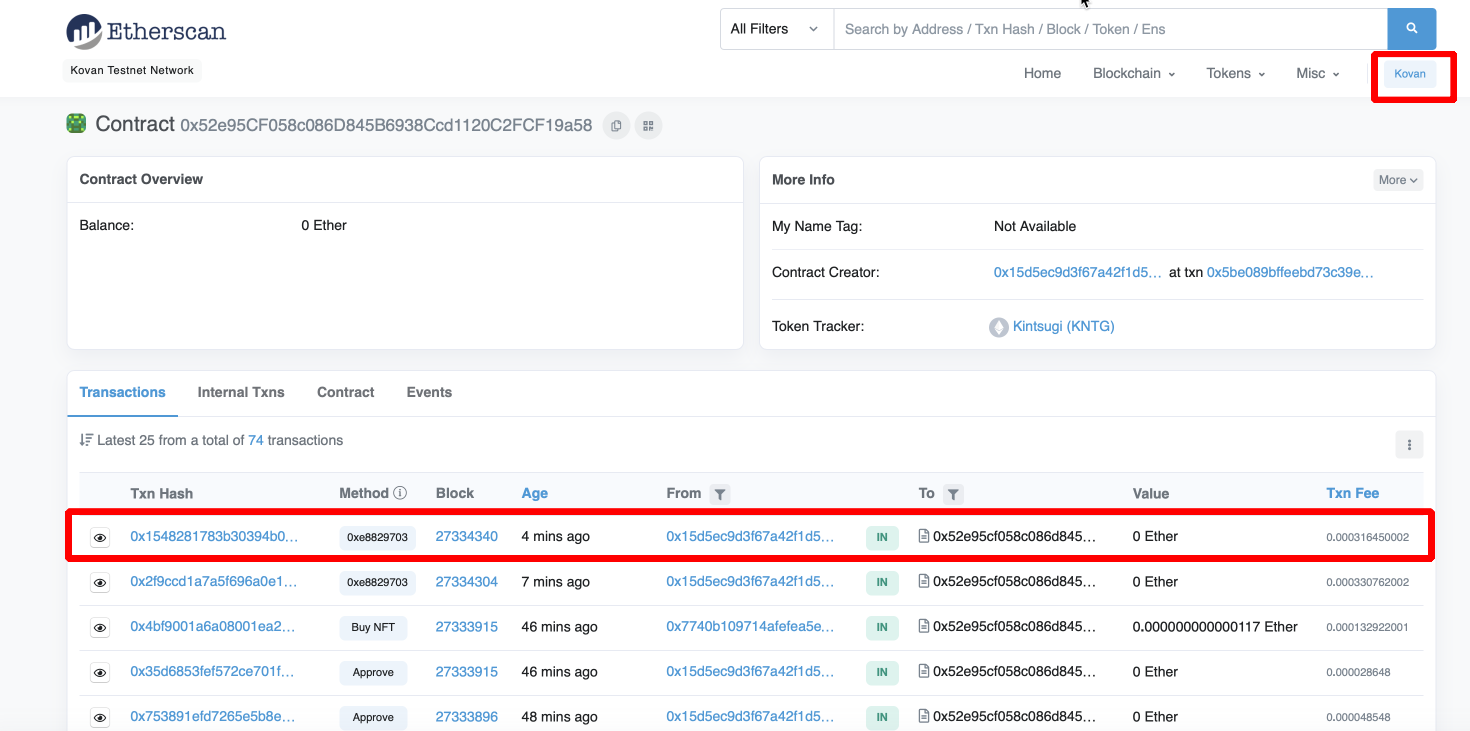 Etherscan
All Filters Search by Address / Txn Hash / Block / Token / Ens
Kovan Testnet Network
Home Blockchain Tokens Misc Kovan
Contract 0x52e95CF058c086D845B6938Ccd1120C2FCF19a58
Contract Overview
Balance: 0 Ether
More Info More
My Name Tag: Not Available
Contract Creator: 0x15d5ec9d3f67a42f1d5... at txn 0x5be089bffeebd73c39e...
Token Tracker: Kintsugi (KNTG)
Transactions Internal Txns Contract Events
Latest 25 from a total of 74 transactions
Txn Hash Method Block Age From To Value Txn Fee
0x1548281783b30394b0... 0xe8829703 27334340 4 mins ago 0x15d5ec9d3f67a42f1d5... IN 0x52e95cf058c086d845... 0 Ether 0.000316450002
0x2f9ccd1a7a5f696a0e1... 0xe8829703 27334304 7 mins ago 0x15d5ec9d3f67a42f1d5... IN 0x52e95cf058c086d845... 0 Ether 0.000330762002
0x4bf9001a6a08001ea2... Buy NFT 27333915 46 mins ago 0x7740b109714afefea5e... IN 0x52e95cf058c086d845... 0.000000000000117 Ether 0.000132922001
0x35d6853fef572ce701f... Approve 27333915 46 mins ago 0x15d5ec9d3f67a42f1d5... IN 0x52e95cf058c086d845... 0 Ether 0.000028648
0x753891efd7265e5b8e... Approve 27333896 48 mins ago 0x15d5ec9d3f67a42f1d5... IN 0x52e95cf058c086d845... 0 Ether 0.000048548